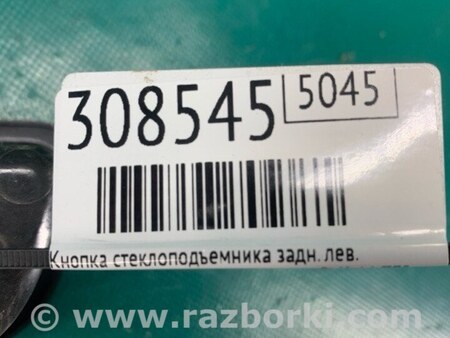 308545 5045
Кнопка стеклоподъемника задн. лев.
© www.razborki.com